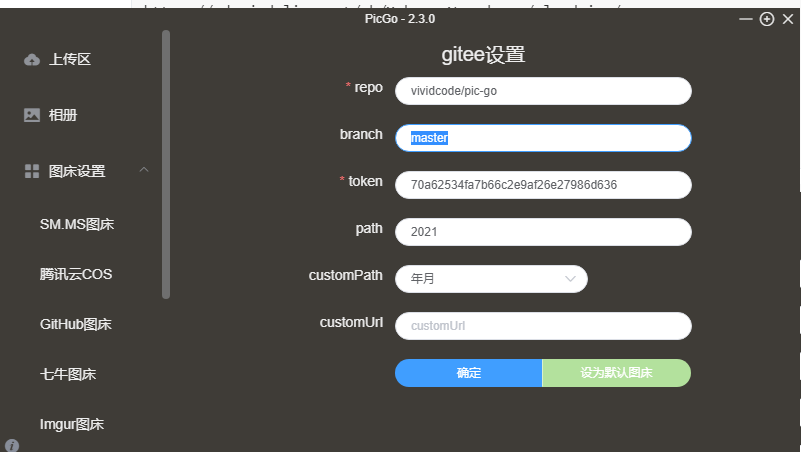 PicGo - 2.3.0
上传区
相册
图床设置
SM.MS图床
腾讯云COS
GitHub图床
七牛图床
Imgur图床
gitee设置
* repo
vividcode/pic-go
branch
master
* token
70a62534fa7b66c2e9af26e27986d636
path
2021
customPath
年月
customUrl
customUrl
确定
设为默认图床